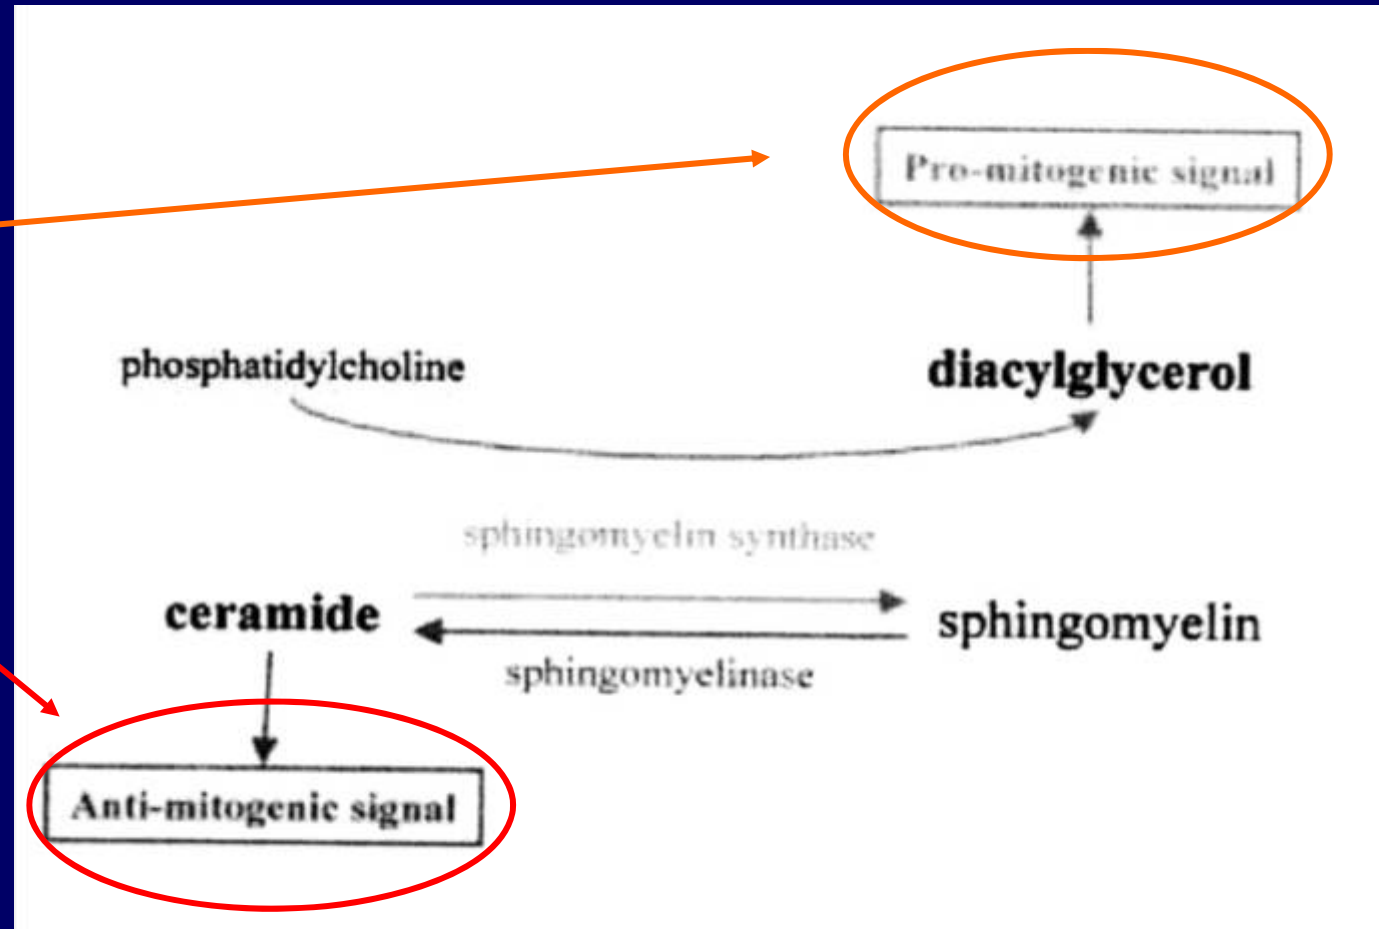 Pro-mitogenic signal
phosphatidylcholine
diacylglycerol
sphingomyelin synthase
ceramide
sphingomyelin
sphingomyelinase
Anti-mitogenic signal